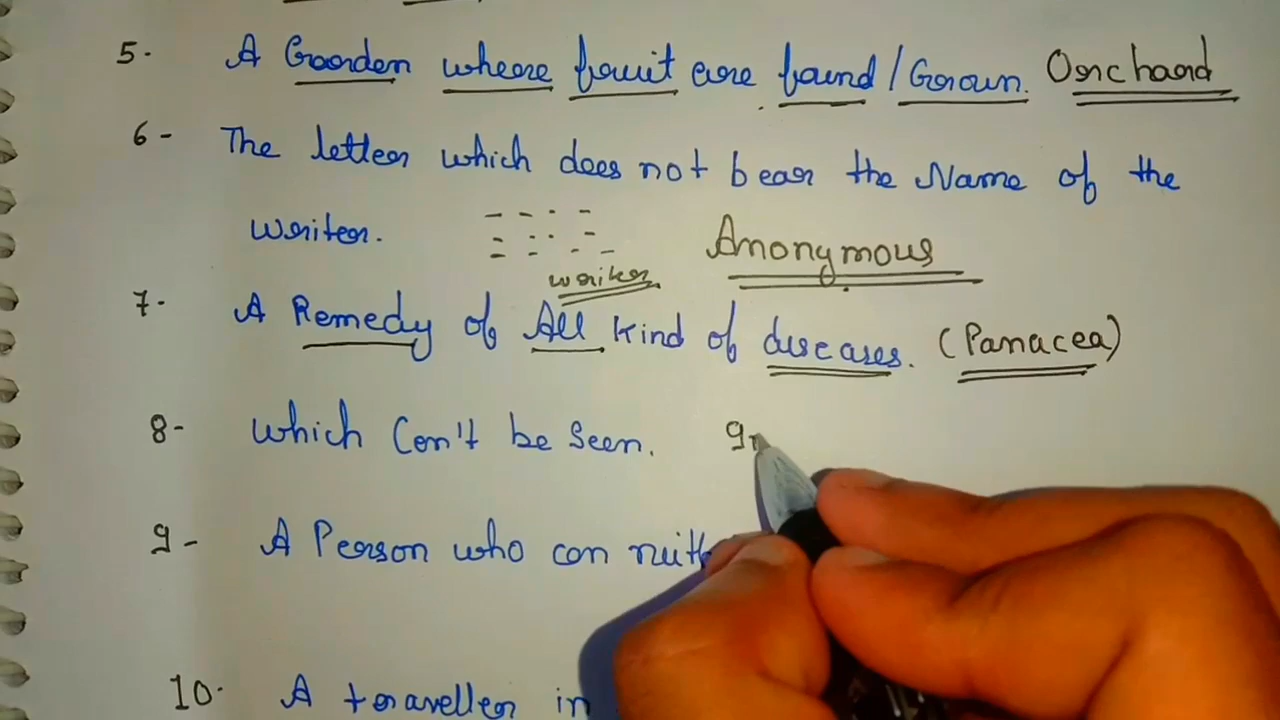 5. A Garden where fruit are found/Grown. Orchard
6- The letter which does not bear the Name of the
writer. Anonymous
writer
7. A Remedy of All kind of diseases. (Panacea)
8- Which Can't be Seen. In
9- A Person who can
10. A traveller in